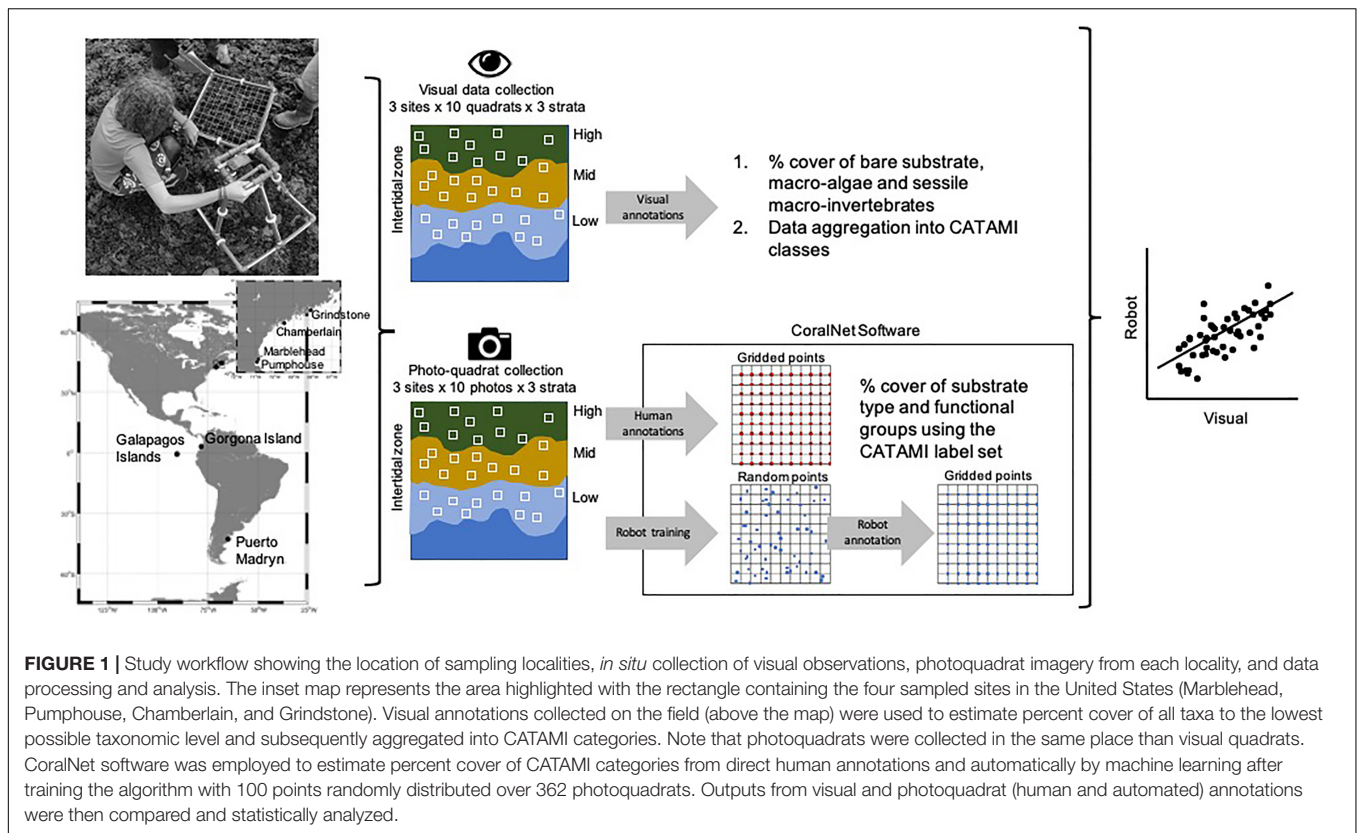 Visual data collection
3 sites x 10 quadrats x 3 strata
Intertidal zone
High
Mid
Low
Visual
annotations
1. % cover of bare substrate,
macro-algae and sessile
macro-invertebrates
2. Data aggregation into CATAMI
classes
Grindstone
Chamberlain
Marblehead
Pumphouse
Galapagos
Islands
Gorgona Island
Puerto
Madryn
0°
30°S
60°S
75°W
50°W
25°W
Photo-quadrat collection
3 sites x 10 photos x 3 strata
Intertidal zone
High
Mid
Low
Human
annotations
Robot training
CoralNet Software
Gridded points
% cover of substrate
type and functional
groups using the
CATAMI label set
Random points
Robot
annotation
Gridded points
Robot
Visual
FIGURE 1 | Study workflow showing the location of sampling localities, in situ collection of visual observations, photoquadrat imagery from each locality, and data
processing and analysis. The inset map represents the area highlighted with the rectangle containing the four sampled sites in the United States (Marblehead,
Pumphouse, Chamberlain, and Grindstone). Visual annotations collected on the field (above the map) were used to estimate percent cover of all taxa to the lowest
possible taxonomic level and subsequently aggregated into CATAMI categories. Note that photoquadrats were collected in the same place than visual quadrats.
CoralNet software was employed to estimate percent cover of CATAMI categories from direct human annotations and automatically by machine learning after
training the algorithm with 100 points randomly distributed over 362 photoquadrats. Outputs from visual and photoquadrat (human and automated) annotations
were then compared and statistically analyzed.